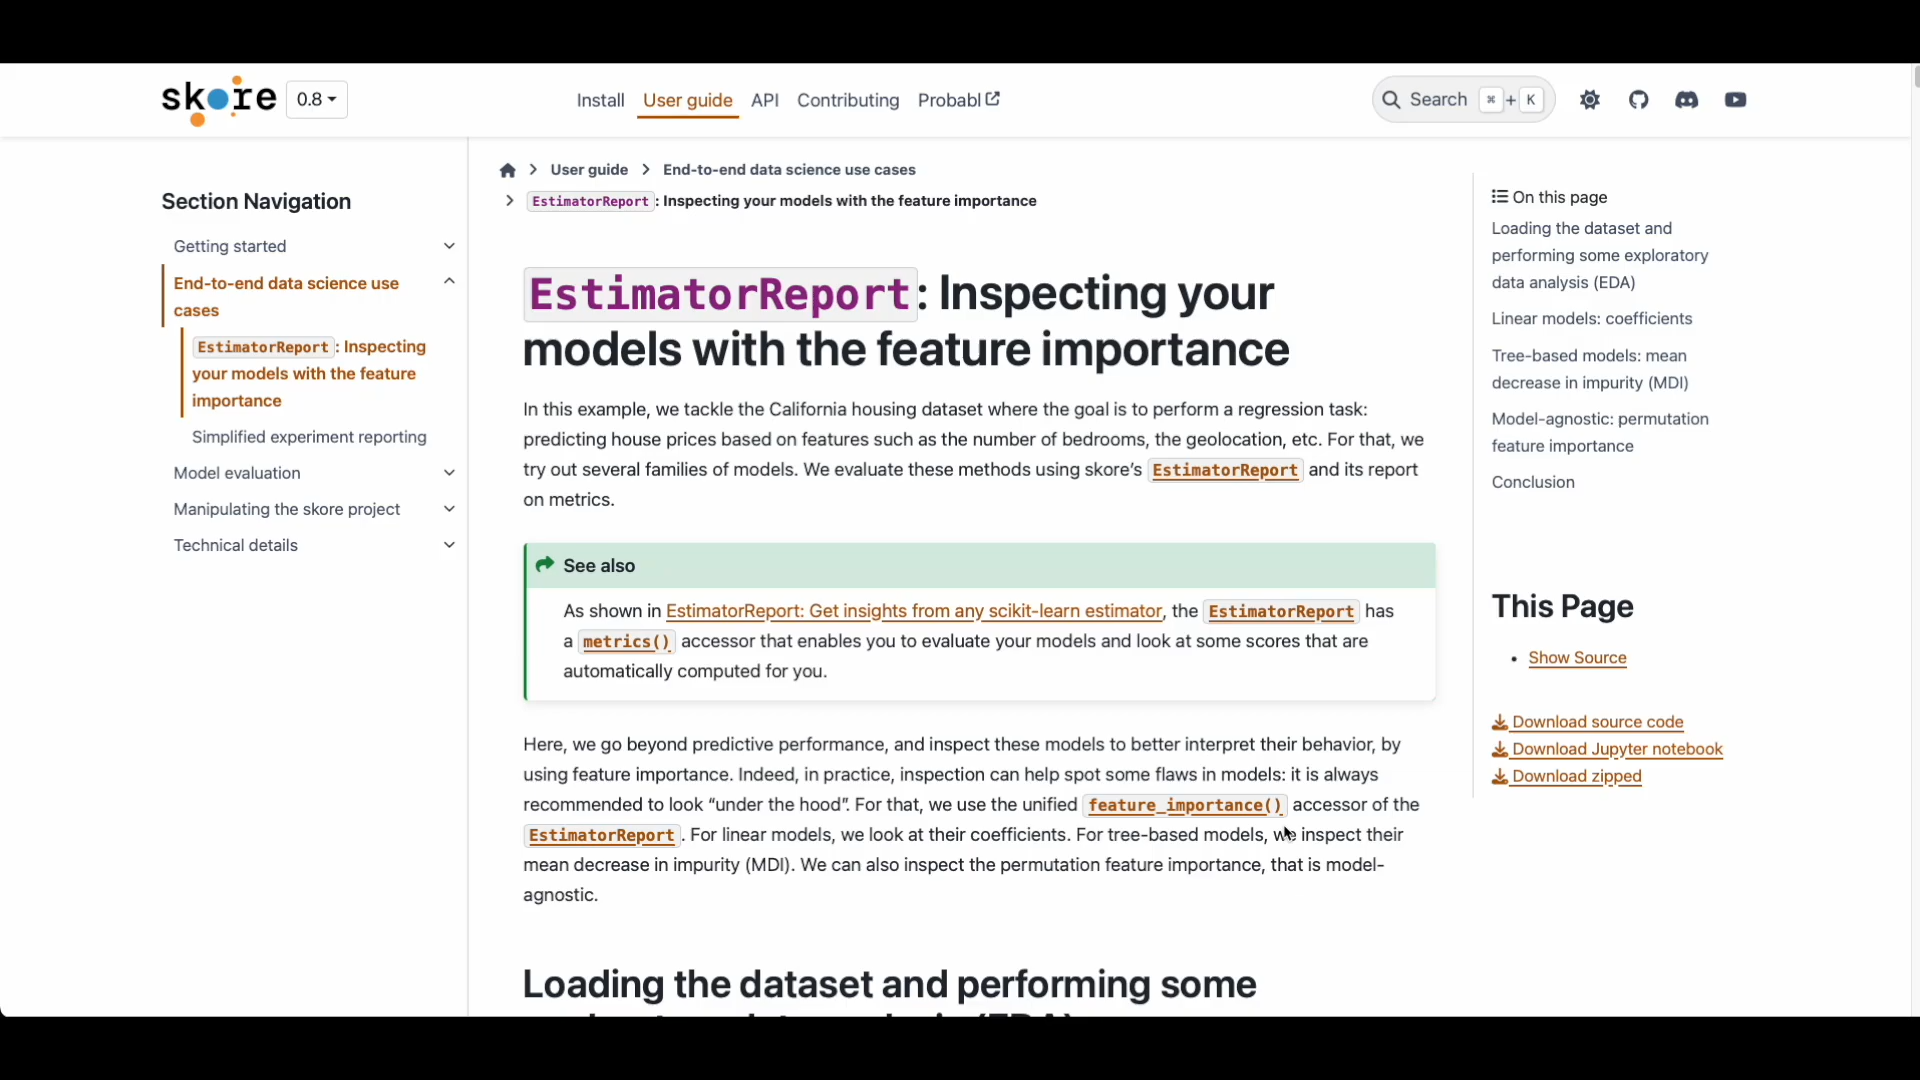 skore
0.8
Install User guide API Contributing Probabl
Search ⌘ + K
Section Navigation
Getting started
End-to-end data science use
cases
EstimatorReport: Inspecting
your models with the feature
importance
Simplified experiment reporting
Model evaluation
Manipulating the skore project
Technical details
User guide > End-to-end data science use cases
> EstimatorReport: Inspecting your models with the feature importance
EstimatorReport: Inspecting your
models with the feature importance
In this example, we tackle the California housing dataset where the goal is to perform a regression task:
predicting house prices based on features such as the number of bedrooms, the geolocation, etc. For that, we
try out several families of models. We evaluate these methods using skore’s EstimatorReport and its report
on metrics.
See also
As shown in EstimatorReport: Get insights from any scikit-learn estimator, the EstimatorReport has
a metrics() accessor that enables you to evaluate your models and look at some scores that are
automatically computed for you.
Here, we go beyond predictive performance, and inspect these models to better interpret their behavior, by
using feature importance. Indeed, in practice, inspection can help spot some flaws in models: it is always
recommended to look “under the hood”. For that, we use the unified feature_importance() accessor of the
EstimatorReport. For linear models, we look at their coefficients. For tree-based models, we inspect their
mean decrease in impurity (MDI). We can also inspect the permutation feature importance, that is model-
agnostic.
Loading the dataset and performing some
On this page
Loading the dataset and
performing some exploratory
data analysis (EDA)
Linear models: coefficients
Tree-based models: mean
decrease in impurity (MDI)
Model-agnostic: permutation
feature importance
Conclusion
This Page
• Show Source
Download source code
Download Jupyter notebook
Download zipped